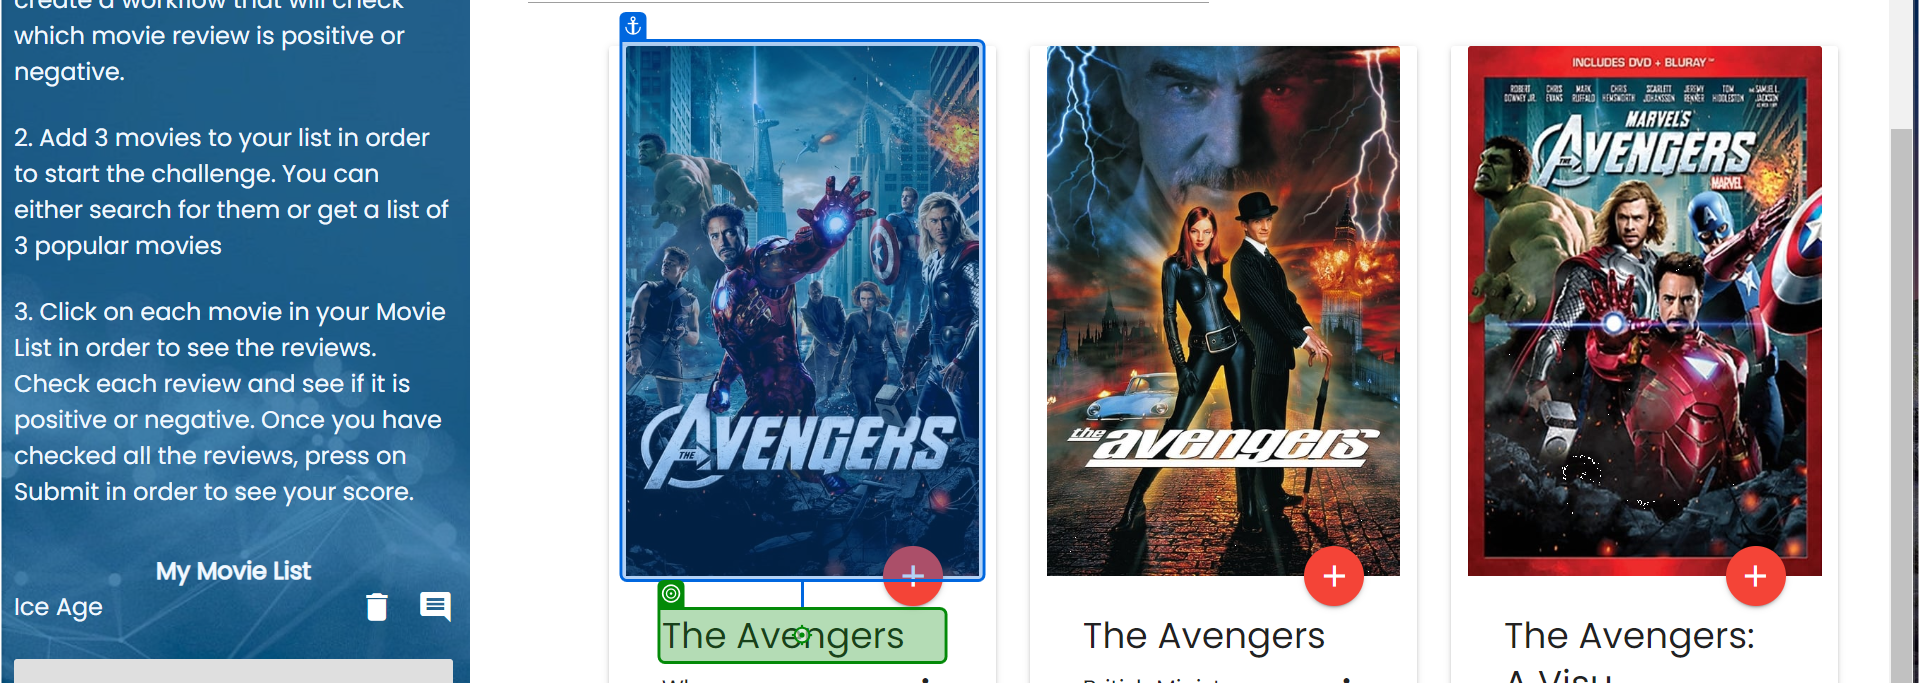 create a workflow that will check
which movie review is positive or
negative.
2. Add 3 movies to your list in order
to start the challenge. You can
either search for them or get a list of
3 popular movies
3. Click on each movie in your Movie
List in order to see the reviews.
Check each review and see if it is
positive or negative. Once you have
checked all the reviews, press on
Submit in order to see your score.
My Movie List
Ice Age
THE AVENGERS
The Avengers
the avengers
The Avengers
INCLUDES DVD + BLURAY™
ROBERT DOWNEY JR. CHRIS EVANS MARK RUFFALO CHRIS HEMSWORTH SCARLETT JOHANSSON JEREMY RENNER TOM HIDDLESTON AND SAMUEL L. JACKSON
MARVEL'S
THE AVENGERS
MARVEL
The Avengers:
A Visu